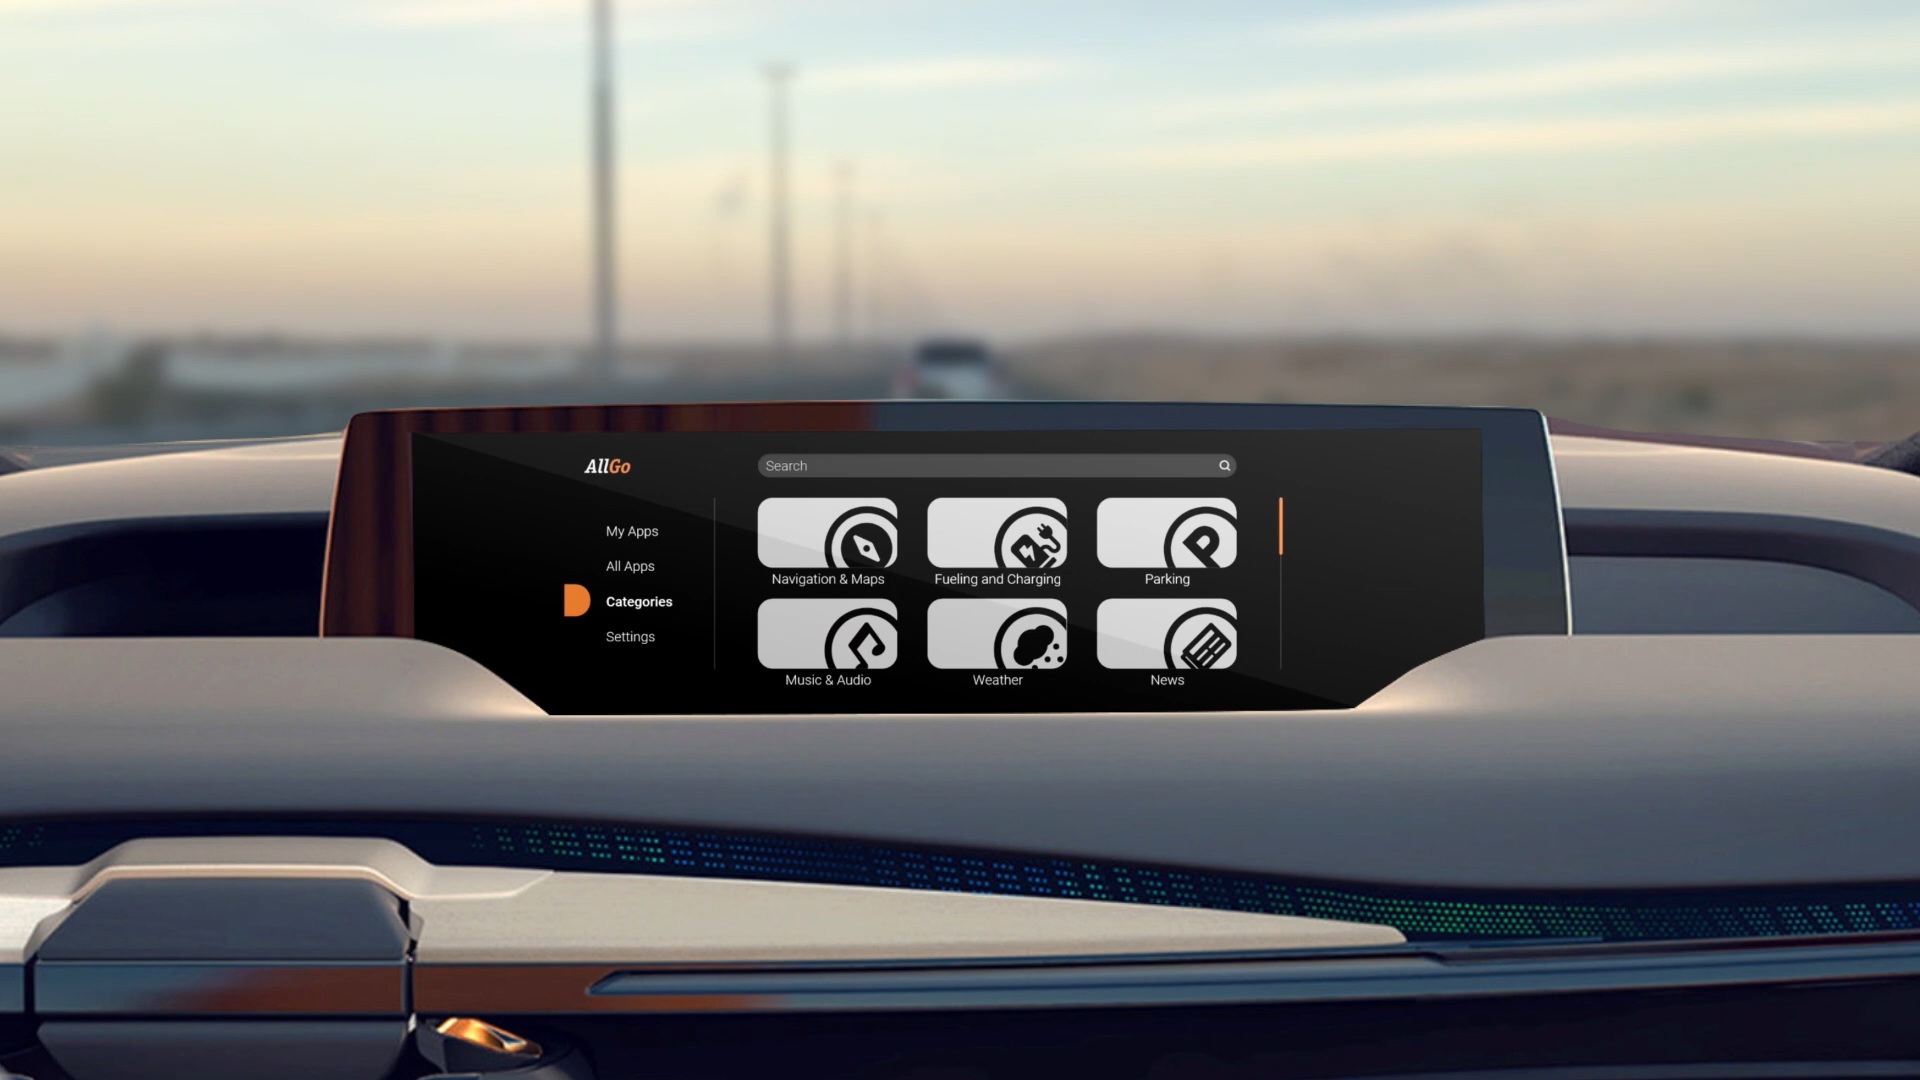 AllGo
Search
My Apps
All Apps
Categories
Settings
Navigation & Maps
Fueling and Charging
Parking
Music & Audio
Weather
News